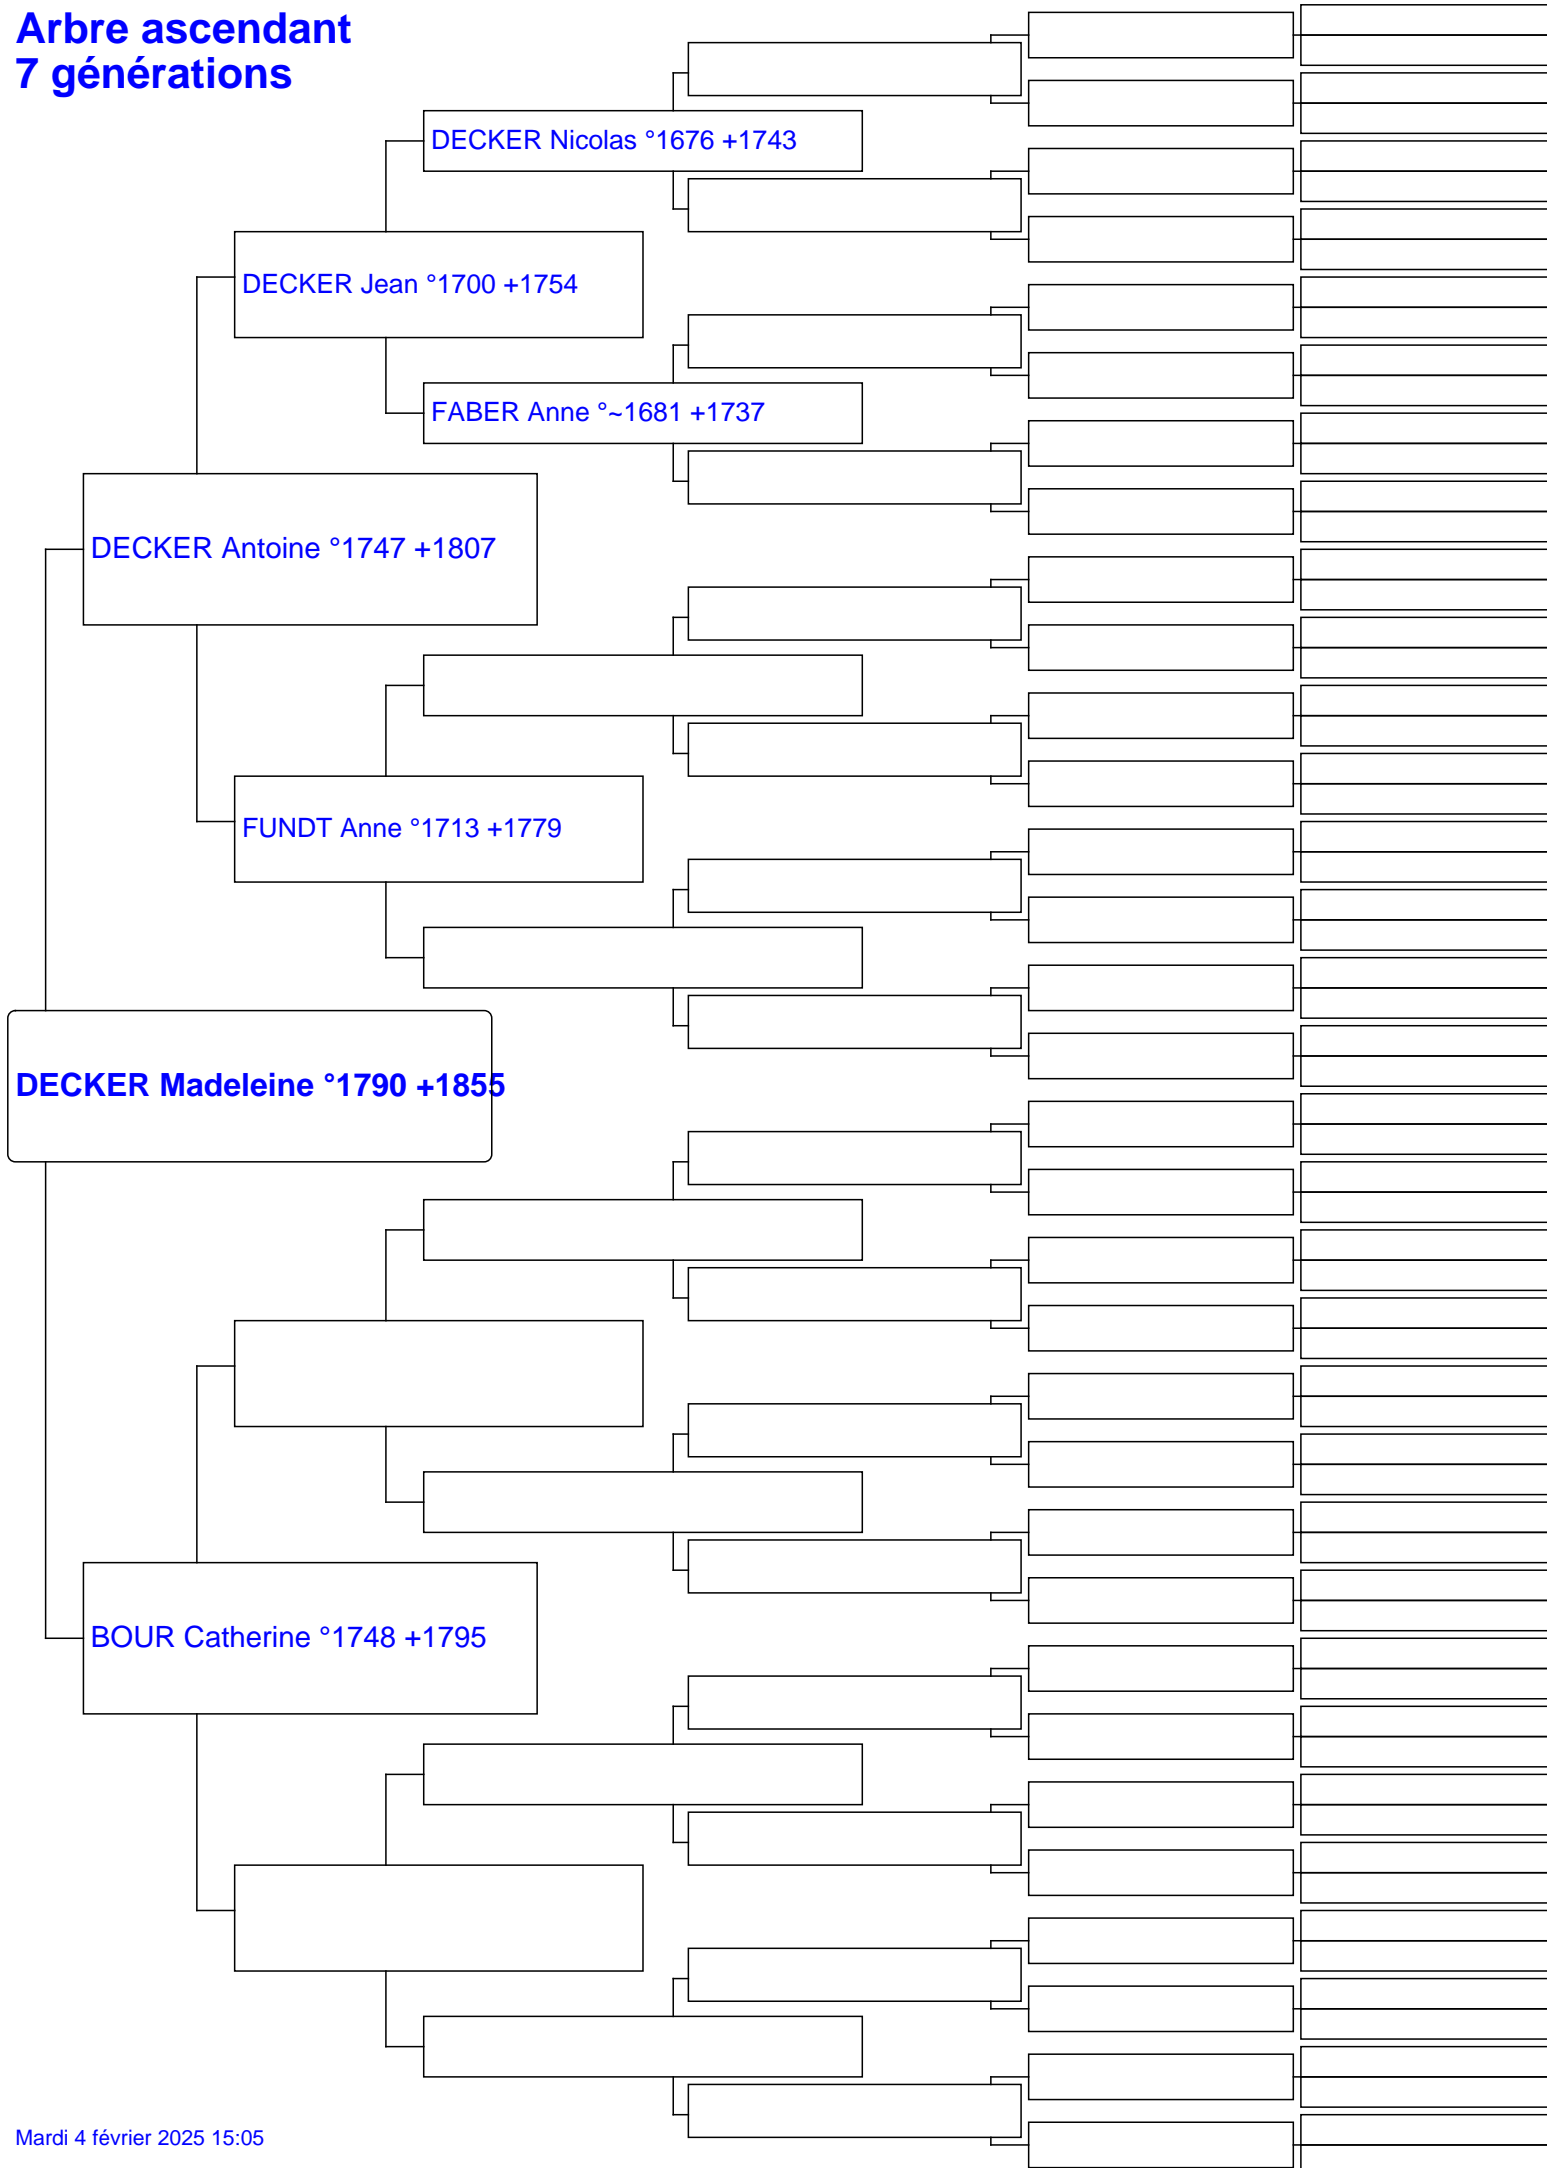 Arbre ascendant
7 générations
DECKER Nicolas °1676 +1743
DECKER Jean °1700 +1754
FABER Anne °~1681 +1737
DECKER Antoine °1747 +1807
FUNDT Anne °1713 +1779
DECKER Madeleine °1790 +1855
BOUR Catherine °1748 +1795
Mardi 4 février 2025 15:05